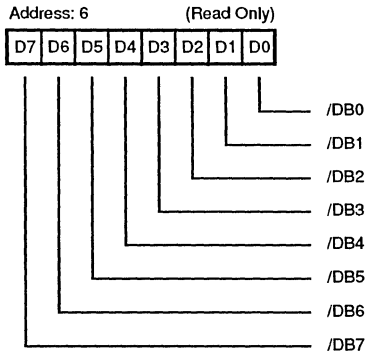 Address: 6 (Read Only)
D7 D6 D5 D4 D3 D2 D1 D0
/DB0
/DB1
/DB2
/DB3
/DB4
/DB5
/DB6
/DB7